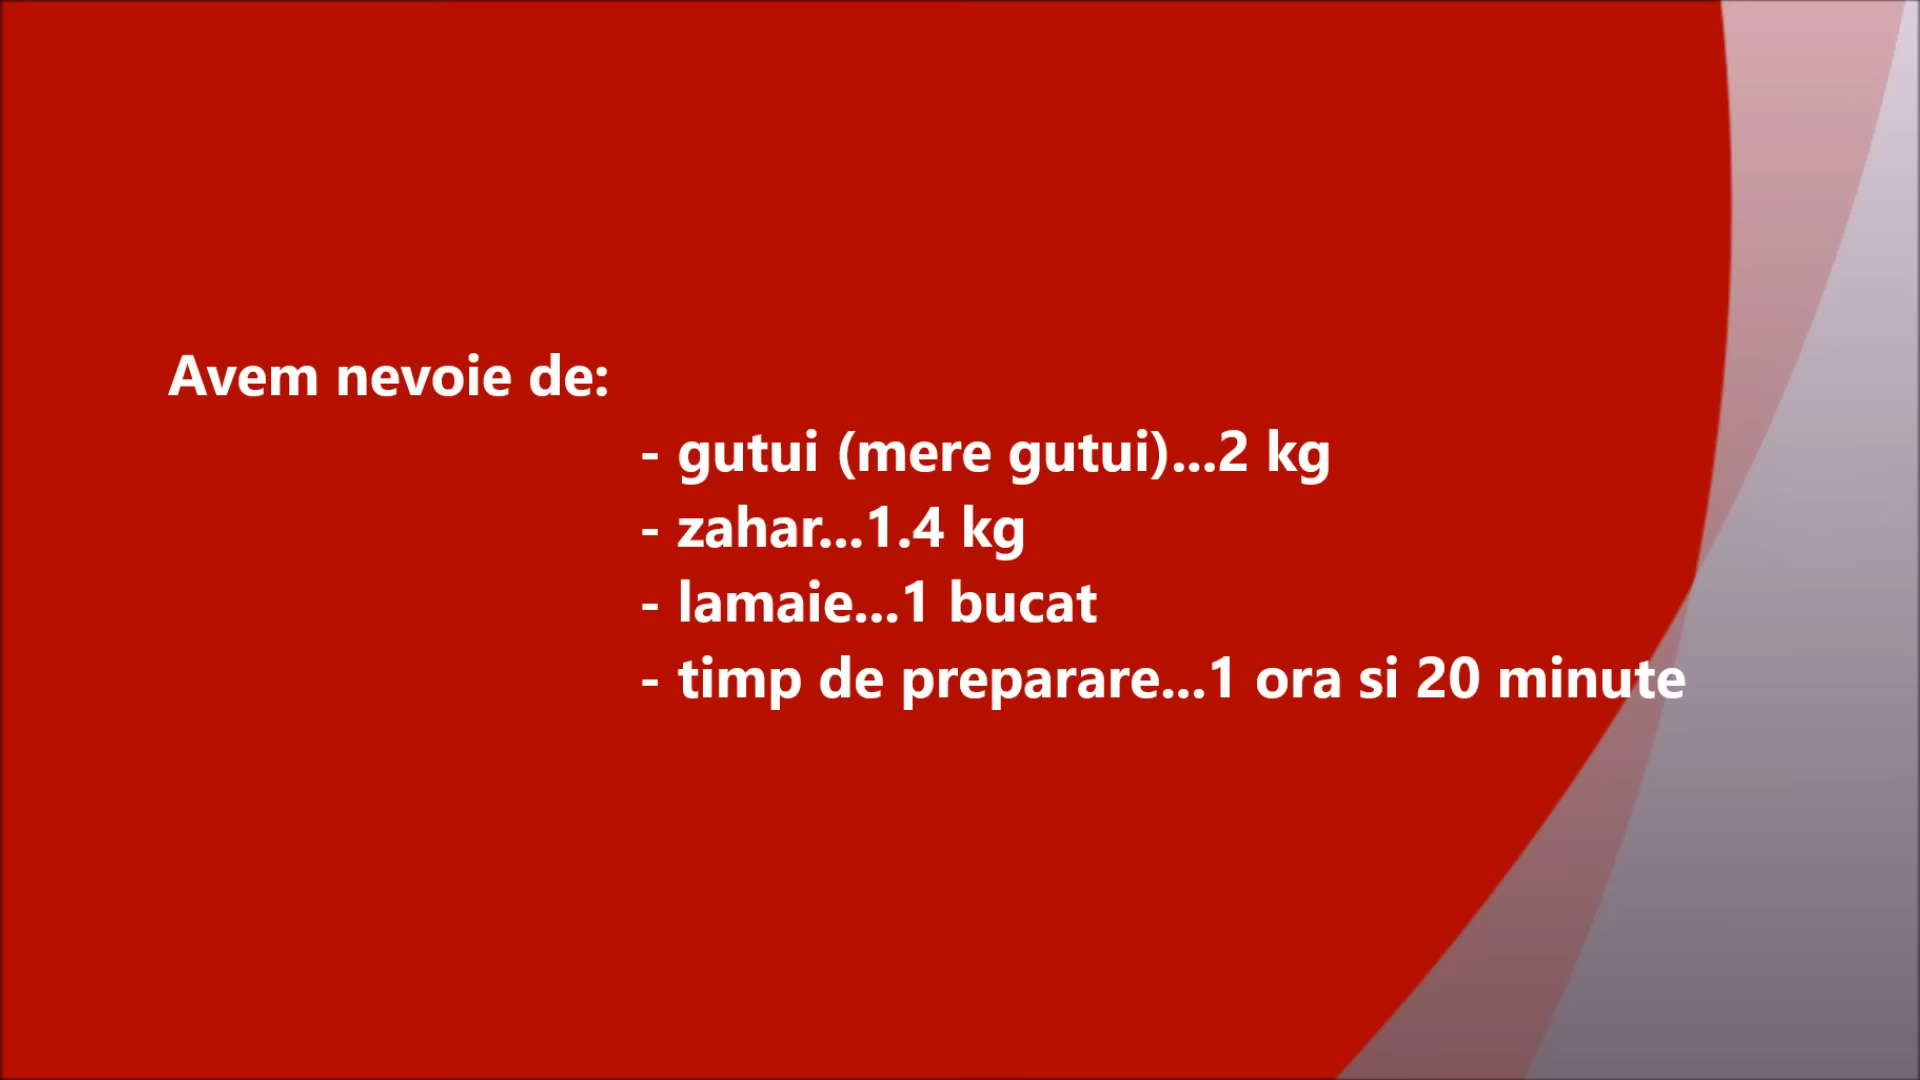 Avem nevoie de:
- gutui (mere gutui)...2 kg
- zahar...1.4 kg
- lamaie...1 bucat
- timp de preparare...1 ora si 20 minute